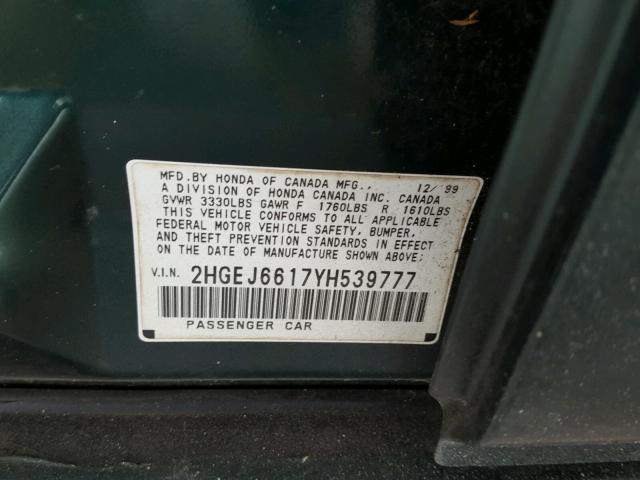 MFD.BY HONDA OF CANADA MFG., 12/ 99
A DIVISION OF HONDA CANADA INC. CANADA
GVWR 3330LBS GAWR F 1760LBS R 1610LBS
THIS VEHICLE CONFORMS TO ALL APPLICABLE
FEDERAL MOTOR VEHICLE SAFETY, BUMPER,
AND THEFT PREVENTION STANDARDS IN EFFECT
ON THE DATE OF MANUFACTURE SHOWN ABOVE;
V.I.N. 2HGEJ6617YH539777
PASSENGER CAR